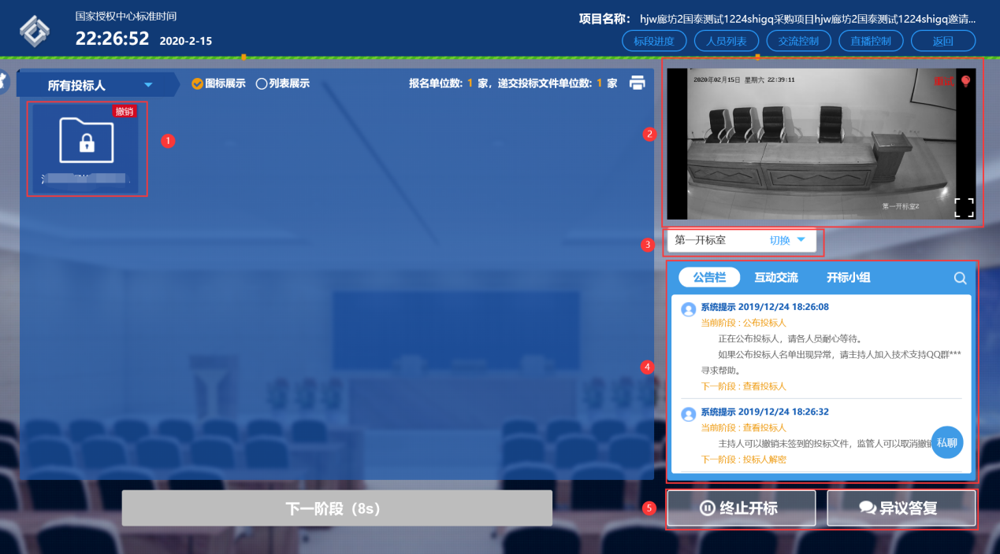 国家授权中心标准时间
22:26:52 2020-2-15
项目名称： hjw廊坊2国泰测试1224shigq采购项目hjw廊坊2国泰测试1224shigq邀请...
标段进度 人员列表 交流控制 直播控制 返回
所有投标人 图标展示 列表展示 报名单位数: 1 家，递交投标文件单位数: 1 家
撤销
1
2
2020年02月15日 星期六 22:39:11
第一开标室2
3
第一开标室 切换
公告栏 互动交流 开标小组
4
系统提示 2019/12/24 18:26:08
当前阶段 : 公布投标人
正在公布投标人，请各人员耐心等待。
如果公布投标人名单出现异常，请主持人加入技术支持QQ群***
寻求帮助。
下一阶段 : 查看投标人
系统提示 2019/12/24 18:26:32
当前阶段 : 查看投标人
主持人可以撤销未签到的投标文件，监管人可以取消撤销
私聊
下一阶段 : 投标人解密
下一阶段（8s）
5
终止开标 异议答复